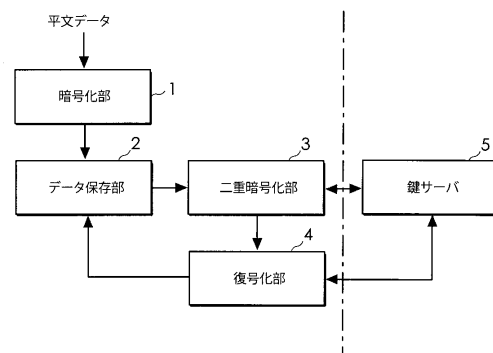 平文データ
暗号化部
1
2
データ保存部
3
二重暗号化部
5
鍵サーバ
4
復号化部